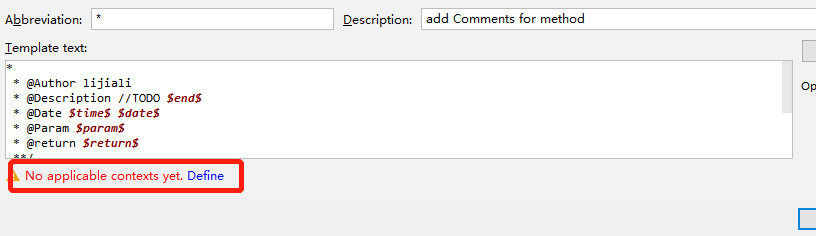 Abbreviation: *
Description: add Comments for method
Template text:
*
* @Author lijiali
* @Description //TODO $end$
* @Date $time$ $date$
* @Param $param$
* @return $return$
**/
No applicable contexts yet. Define
Op